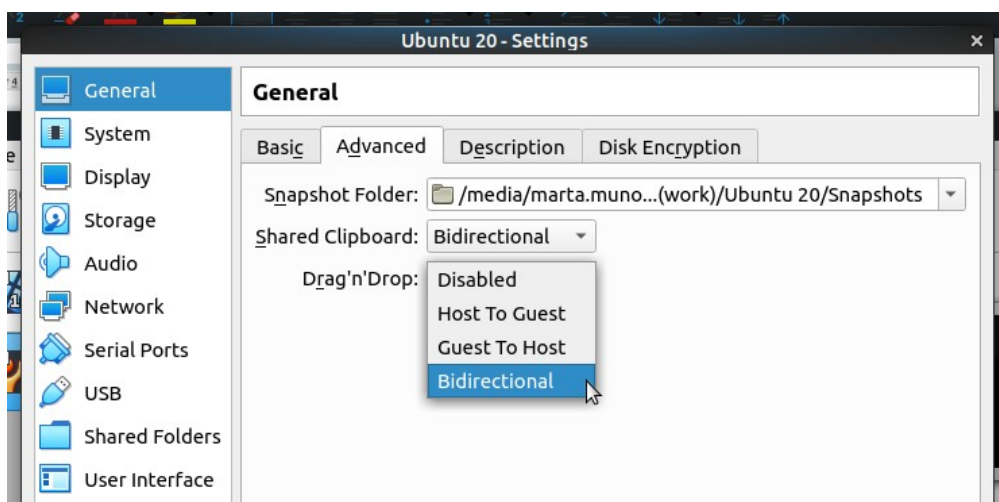 Ubuntu 20 - Settings
General
System
Display
Storage
Audio
Network
Serial Ports
USB
Shared Folders
User Interface
General
Basic Advanced Description Disk Encryption
Snapshot Folder: /media/marta.muno...(work)/Ubuntu 20/Snapshots
Shared Clipboard: Bidirectional
Drag'n'Drop:
Disabled
Host To Guest
Guest To Host
Bidirectional